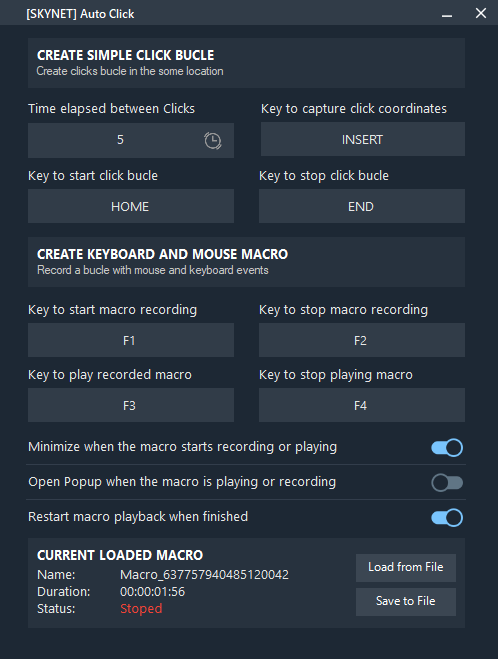 [SKYNET] Auto Click
CREATE SIMPLE CLICK BUCLE
Create clicks bucle in the some location
Time elapsed between Clicks
Key to capture click coordinates
5
INSERT
Key to start click bucle
Key to stop click bucle
HOME
END
CREATE KEYBOARD AND MOUSE MACRO
Record a bucle with mouse and keyboard events
Key to start macro recording
Key to stop macro recording
F1
F2
Key to play recorded macro
Key to stop playing macro
F3
F4
Minimize when the macro starts recording or playing
Open Popup when the macro is playing or recording
Restart macro playback when finished
CURRENT LOADED MACRO
Name: Macro_637757940485120042
Duration: 00:00:01:56
Status: Stoped
Load from File
Save to File